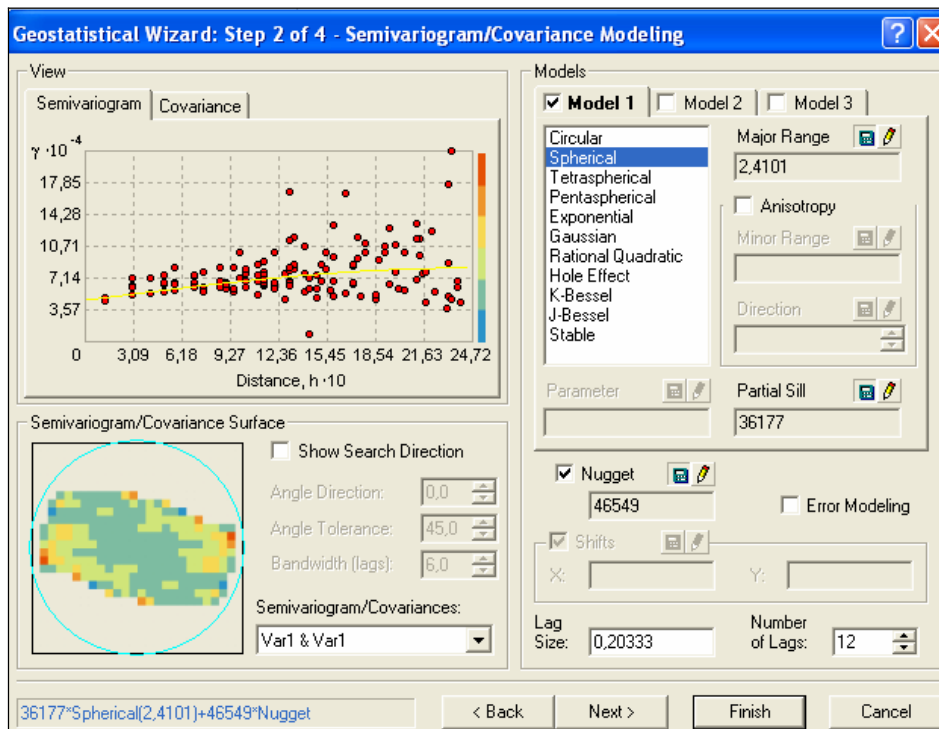 Geostatistical Wizard: Step 2 of 4 - Semivariogram/Covariance Modeling
View
Semivariogram
Covariance
γ·10⁻⁴
17,85
14,28
10,71
7,14
3,57
0
3,09 6,18 9,27 12,36 15,45 18,54 21,63 24,72
Distance, h·10
Semivariogram/Covariance Surface
Show Search Direction
Angle Direction: 0,0
Angle Tolerance: 45,0
Bandwidth (lags): 6,0
Semivariogram/Covariances:
Var1 & Var1
Models
Model 1 Model 2 Model 3
Circular
Spherical
Tetraspherical
Pentaspherical
Exponential
Gaussian
Rational Quadratic
Hole Effect
K-Bessel
J-Bessel
Stable
Major Range
2,4101
Anisotropy
Minor Range
Direction
Parameter
Partial Sill
36177
Nugget
46549
Error Modeling
Shifts
X: Y:
Lag Size: 0,20333
Number of Lags: 12
36177*Spherical(2,4101)+46549*Nugget
< Back
Next >
Finish
Cancel